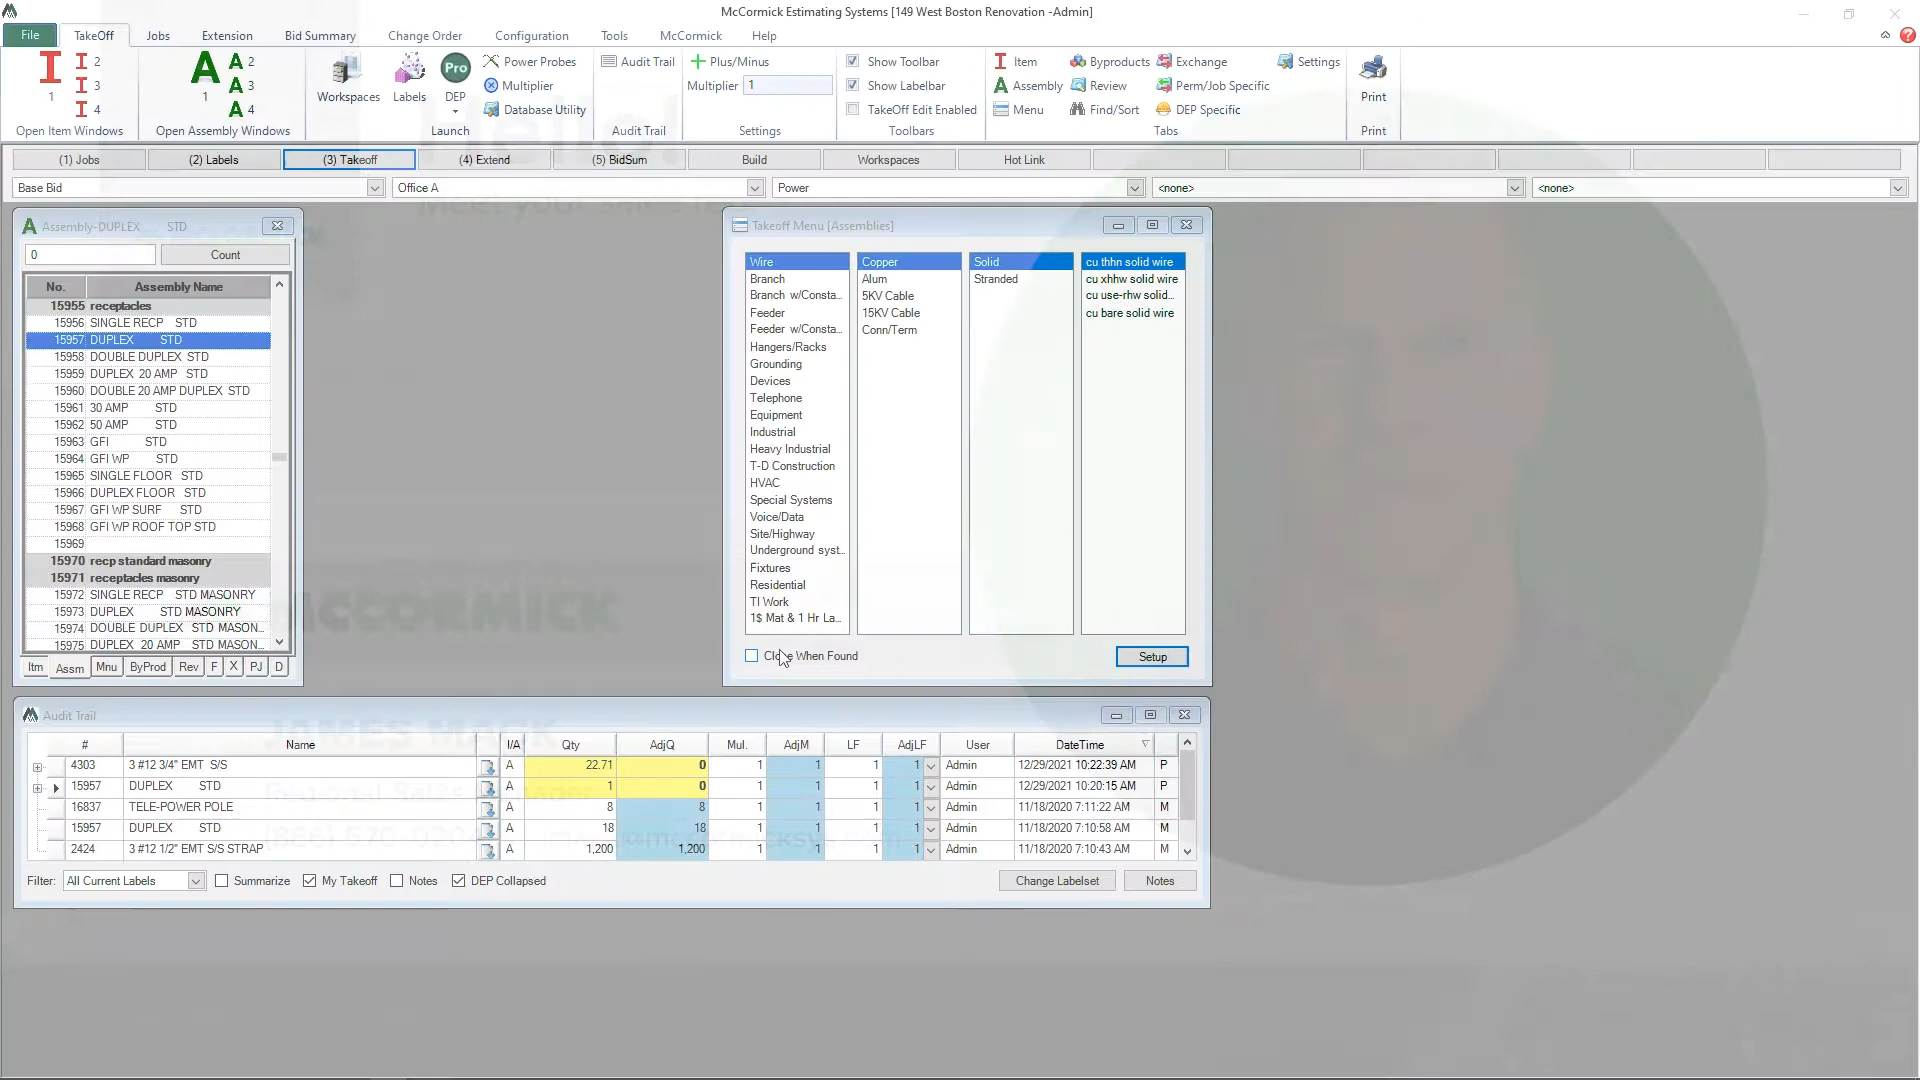 McCormick Estimating Systems [149 West Boston Renovation -Admin]
File TakeOff Jobs Extension Bid Summary Change Order Configuration Tools McCormick Help
1 2 3 4
Open Item Windows
A 1 A 2 A 3 A 4
Open Assembly Windows
Workspaces Labels Pro DEP
Power Probes
Multiplier
Database Utility
Launch
Audit Trail
Audit Trail
Plus/Minus
Multiplier 1
Settings
Show Toolbar
Show Labelbar
TakeOff Edit Enabled
Toolbars
Item Byproducts Exchange Settings
Assembly Review Perm/Job Specific
Menu Find/Sort DEP Specific
Tabs
Print
Print
(1) Jobs (2) Labels (3) Takeoff (4) Extend (5) BidSum Build Workspaces Hot Link
Base Bid Office A Power <none> <none>
Hello!
Assembly-DUPLEX STD
0 Count
No. Assembly Name
15955 receptacles
15956 SINGLE RECP STD
15957 DUPLEX STD
15958 DOUBLE DUPLEX STD
15959 DUPLEX 20 AMP STD
15960 DOUBLE 20 AMP DUPLEX STD
15961 30 AMP STD
15962 50 AMP STD
15963 GFI STD
15964 GFI WP STD
15965 SINGLE FLOOR STD
15966 DUPLEX FLOOR STD
15967 GFI WP SURF STD
15968 GFI WP ROOF TOP STD
15969
15970 recp standard masonry
15971 receptacles masonry
15972 SINGLE RECP STD MASONRY
15973 DUPLEX STD MASONRY
15974 DOUBLE DUPLEX STD MASON...
15975 DUPLEX 20 AMP STD MASON...
Itm Assm Mnu ByProd Rev F X PJ D
Takeoff Menu [Assemblies]
Wire
Branch
Branch w/Consta...
Feeder
Feeder w/Consta...
Hangers/Racks
Grounding
Devices
Telephone
Equipment
Industrial
Heavy Industrial
T-D Construction
HVAC
Special Systems
Voice/Data
Site/Highway
Underground syst...
Fixtures
Residential
TI Work
1$ Mat & 1 Hr La...
Copper
Alum
5KV Cable
15KV Cable
Conn/Term
Solid
Stranded
cu thhn solid wire
cu xhhw solid wire
cu use-rhw solid...
cu bare solid wire
Close When Found Setup
McCORMICK
JAMES MACK
Audit Trail
# Name I/A Qty AdjQ Mul. AdjM LF AdjLF User DateTime
4303 3 #12 3/4" EMT S/S A 22.71 0 1 1 1 1 Admin 12/29/2021 10:22:39 AM P
15957 DUPLEX STD A 1 0 1 1 1 1 Admin 12/29/2021 10:20:15 AM P
16837 TELE-POWER POLE A 8 8 1 1 1 1 Admin 11/18/2020 7:11:22 AM M
15957 DUPLEX STD A 18 18 1 1 1 1 Admin 11/18/2020 7:10:58 AM M
2424 3 #12 1/2" EMT S/S STRAP A 1,200 1,200 1 1 1 1 Admin 11/18/2020 7:10:43 AM M
Filter: All Current Labels Summarize My Takeoff Notes DEP Collapsed Change Labelset Notes